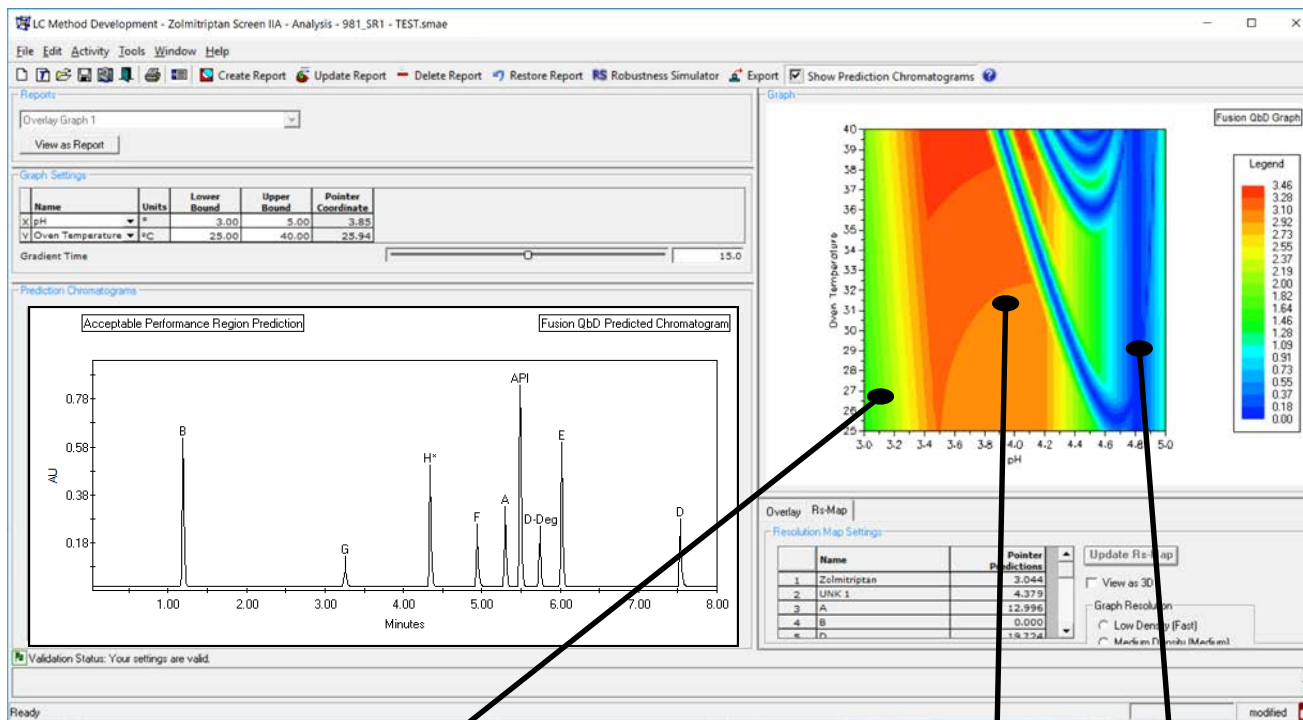 LC Method Development - Zolmitriptan Screen IIA - Analysis - 981_SR1 - TEST.smae
File Edit Activity Tools Window Help
Create Report Update Report Delete Report Restore Report RS Robustness Simulator Export Show Prediction Chromatograms
Reports
Overlay Graph 1
View as Report
Graph Settings
Name Units Lower Bound Upper Bound Pointer Coordinate
X pH * 3.00 5.00 3.85
Y Oven Temperature *C 25.00 40.00 25.94
Gradient Time 15.0
Prediction Chromatograms
Acceptable Performance Region Prediction
Fusion QbD Predicted Chromatogram
AU
0.78
0.58
0.38
0.18
B
G
H*
F
A
API
D-Deg
E
D
1.00 2.00 3.00 4.00 5.00 6.00 7.00 8.00
Minutes
Graph
Fusion QbD Graph
Oven Temperature
40
39
38
37
36
35
34
33
32
31
30
29
28
27
26
25
3.0 3.2 3.4 3.6 3.8 4.0 4.2 4.4 4.6 4.8 5.0
pH
Legend
3.46
3.28
3.10
2.92
2.73
2.55
2.37
2.19
2.00
1.82
1.64
1.46
1.28
1.09
0.91
0.73
0.55
0.37
0.18
0.00
Overlay Rs-Map
Resolution Map Settings
Name Pointer Predictions
1 Zolmitriptan 3.044
2 UNK 1 4.379
3 A 12.996
4 B 0.000
5 D 19.724
Update Rs-Map
View as 3D
Graph Resolution
Low Density (Fast)
Medium Density (Medium)
Validation Status: Your settings are valid.
Ready
modified